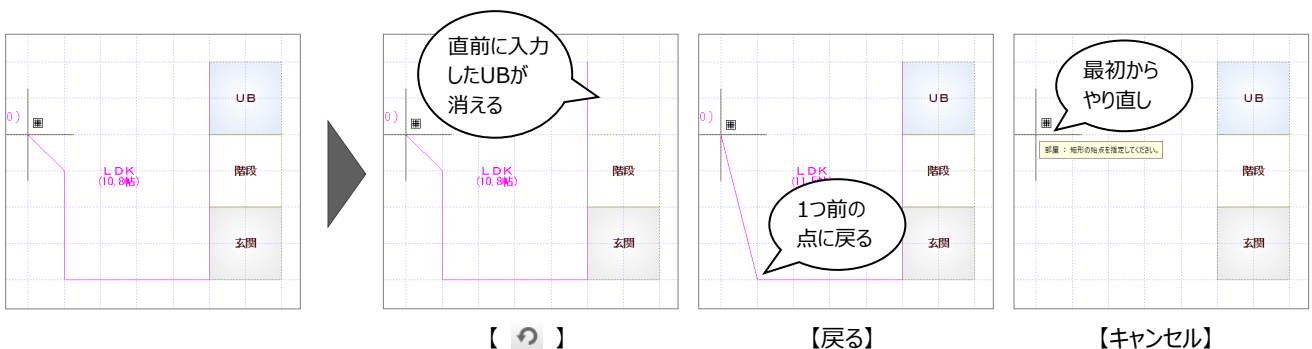 0)
UB
LDK
(10.8帖)
階段
玄関
直前に入力
したUBが
消える
0)
LDK
(10.8帖)
階段
玄関
【 】
0)
UB
LDK
階段
1つ前の
点に戻る
玄関
【戻る】
最初から
やり直し
UB
部屋 : 矩形の始点を指定してください。
階段
玄関
【キャンセル】